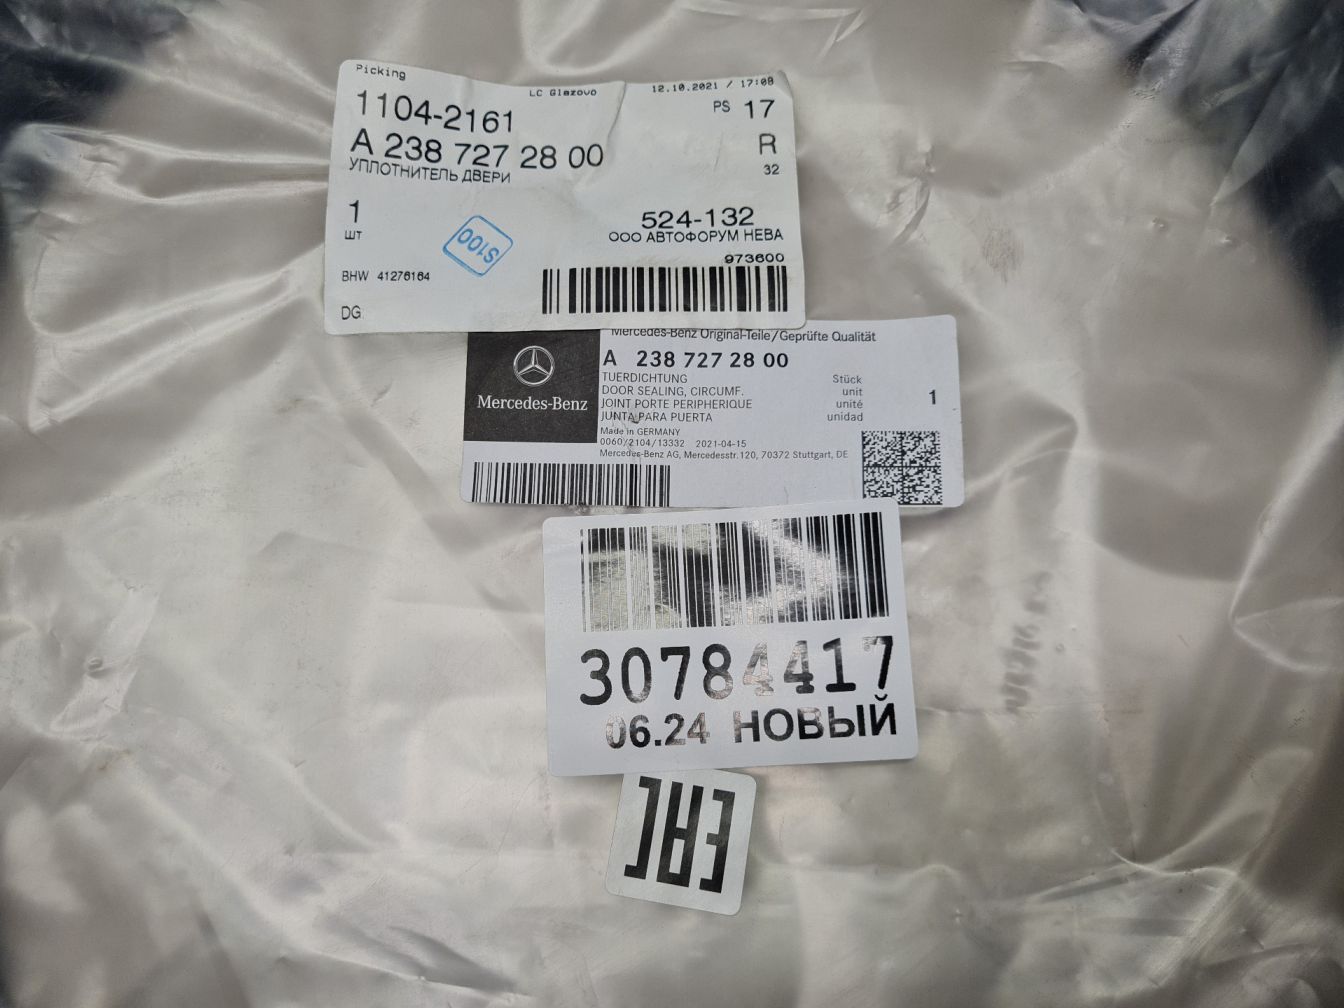 Picking
LC Glazovo
12.10.2021 / 17:08
1104-2161
PS 17
A 238 727 28 00
R
УПЛОТНИТЕЛЬ ДВЕРИ
32
1
шт
S100
524-132
ООО АВТОФОРУМ НЕВА
973600
BHW 41276164
DG
Mercedes-Benz Original-Teile/Geprüfte Qualität
A 238 727 28 00
Mercedes-Benz
TUERDICHTUNG
DOOR SEALING, CIRCUMF.
JOINT PORTE PERIPHERIQUE
JUNTA PARA PUERTA
Stück
unit
unité
unidad
1
Made in GERMANY
0060/2104/13332 2021-04-15
Mercedes-Benz AG, Mercedesstr.120, 70372 Stuttgart, DE
30784417
06.24 НОВЫЙ
EAC